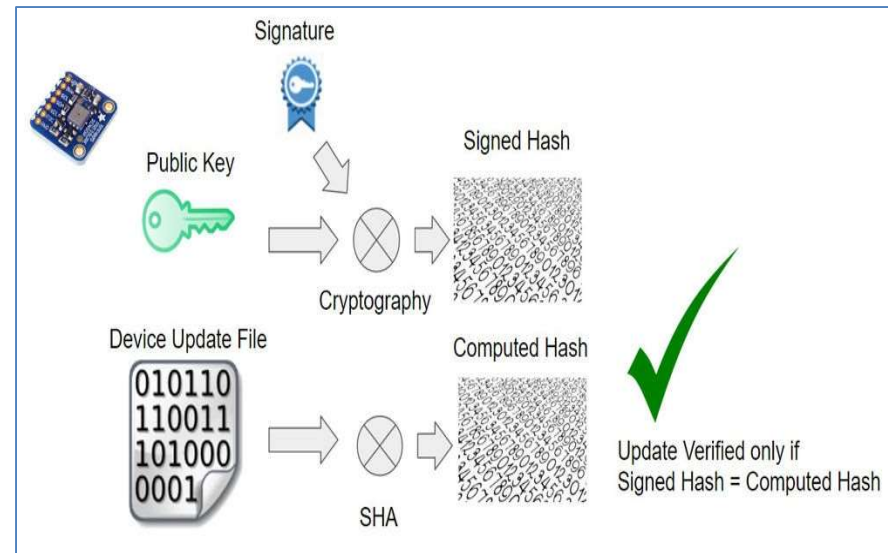 Signature
Signed Hash
Public Key
Cryptography
Device Update File
Computed Hash
010110
110011
101000
0001
SHA
Update Verified only if
Signed Hash = Computed Hash